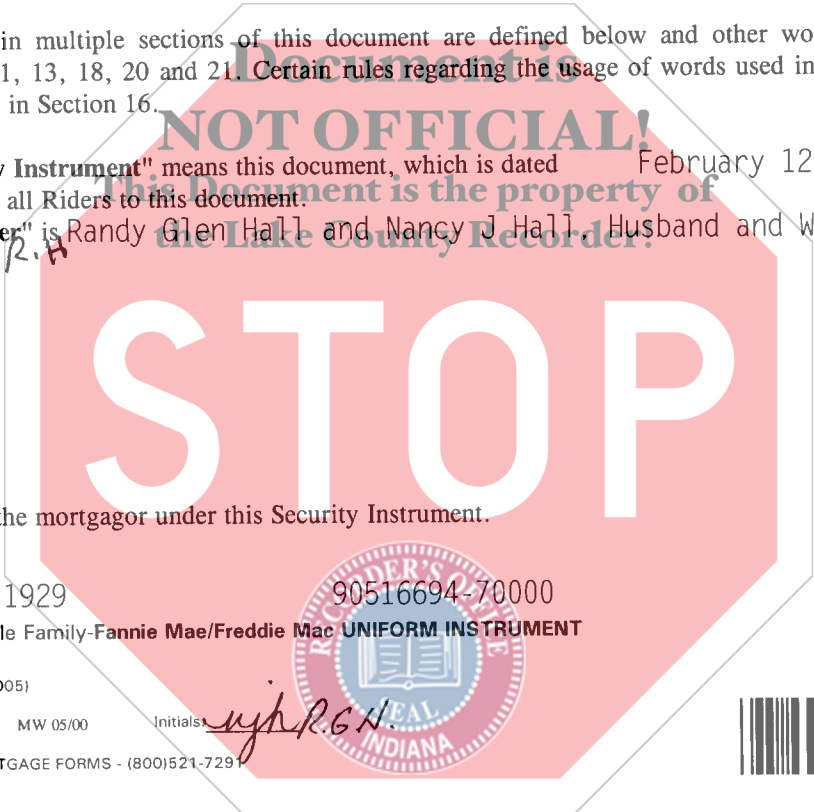 in multiple sections of this document are defined below and other wo
1, 13, 18, 20 and 21. Certain rules regarding the usage of words used in
Document is
in Section 16.
NOT OFFICIAL!
y Instrument" means this document, which is dated February 12
This Document is the property of
all Riders to this document.
er" is Randy Glen Hall and Nancy J Hall, Husband and W
the Lake County Recorder!
R.H
STOP
the mortgagor under this Security Instrument.
1929 90516694-70000
le Family-Fannie Mae/Freddie Mac UNIFORM INSTRUMENT
005)
MW 05/00 Initials: njh R.G.H.
TGAGE FORMS - (800)521-7291
RECORDER'S OFFICE
SEAL
INDIANA